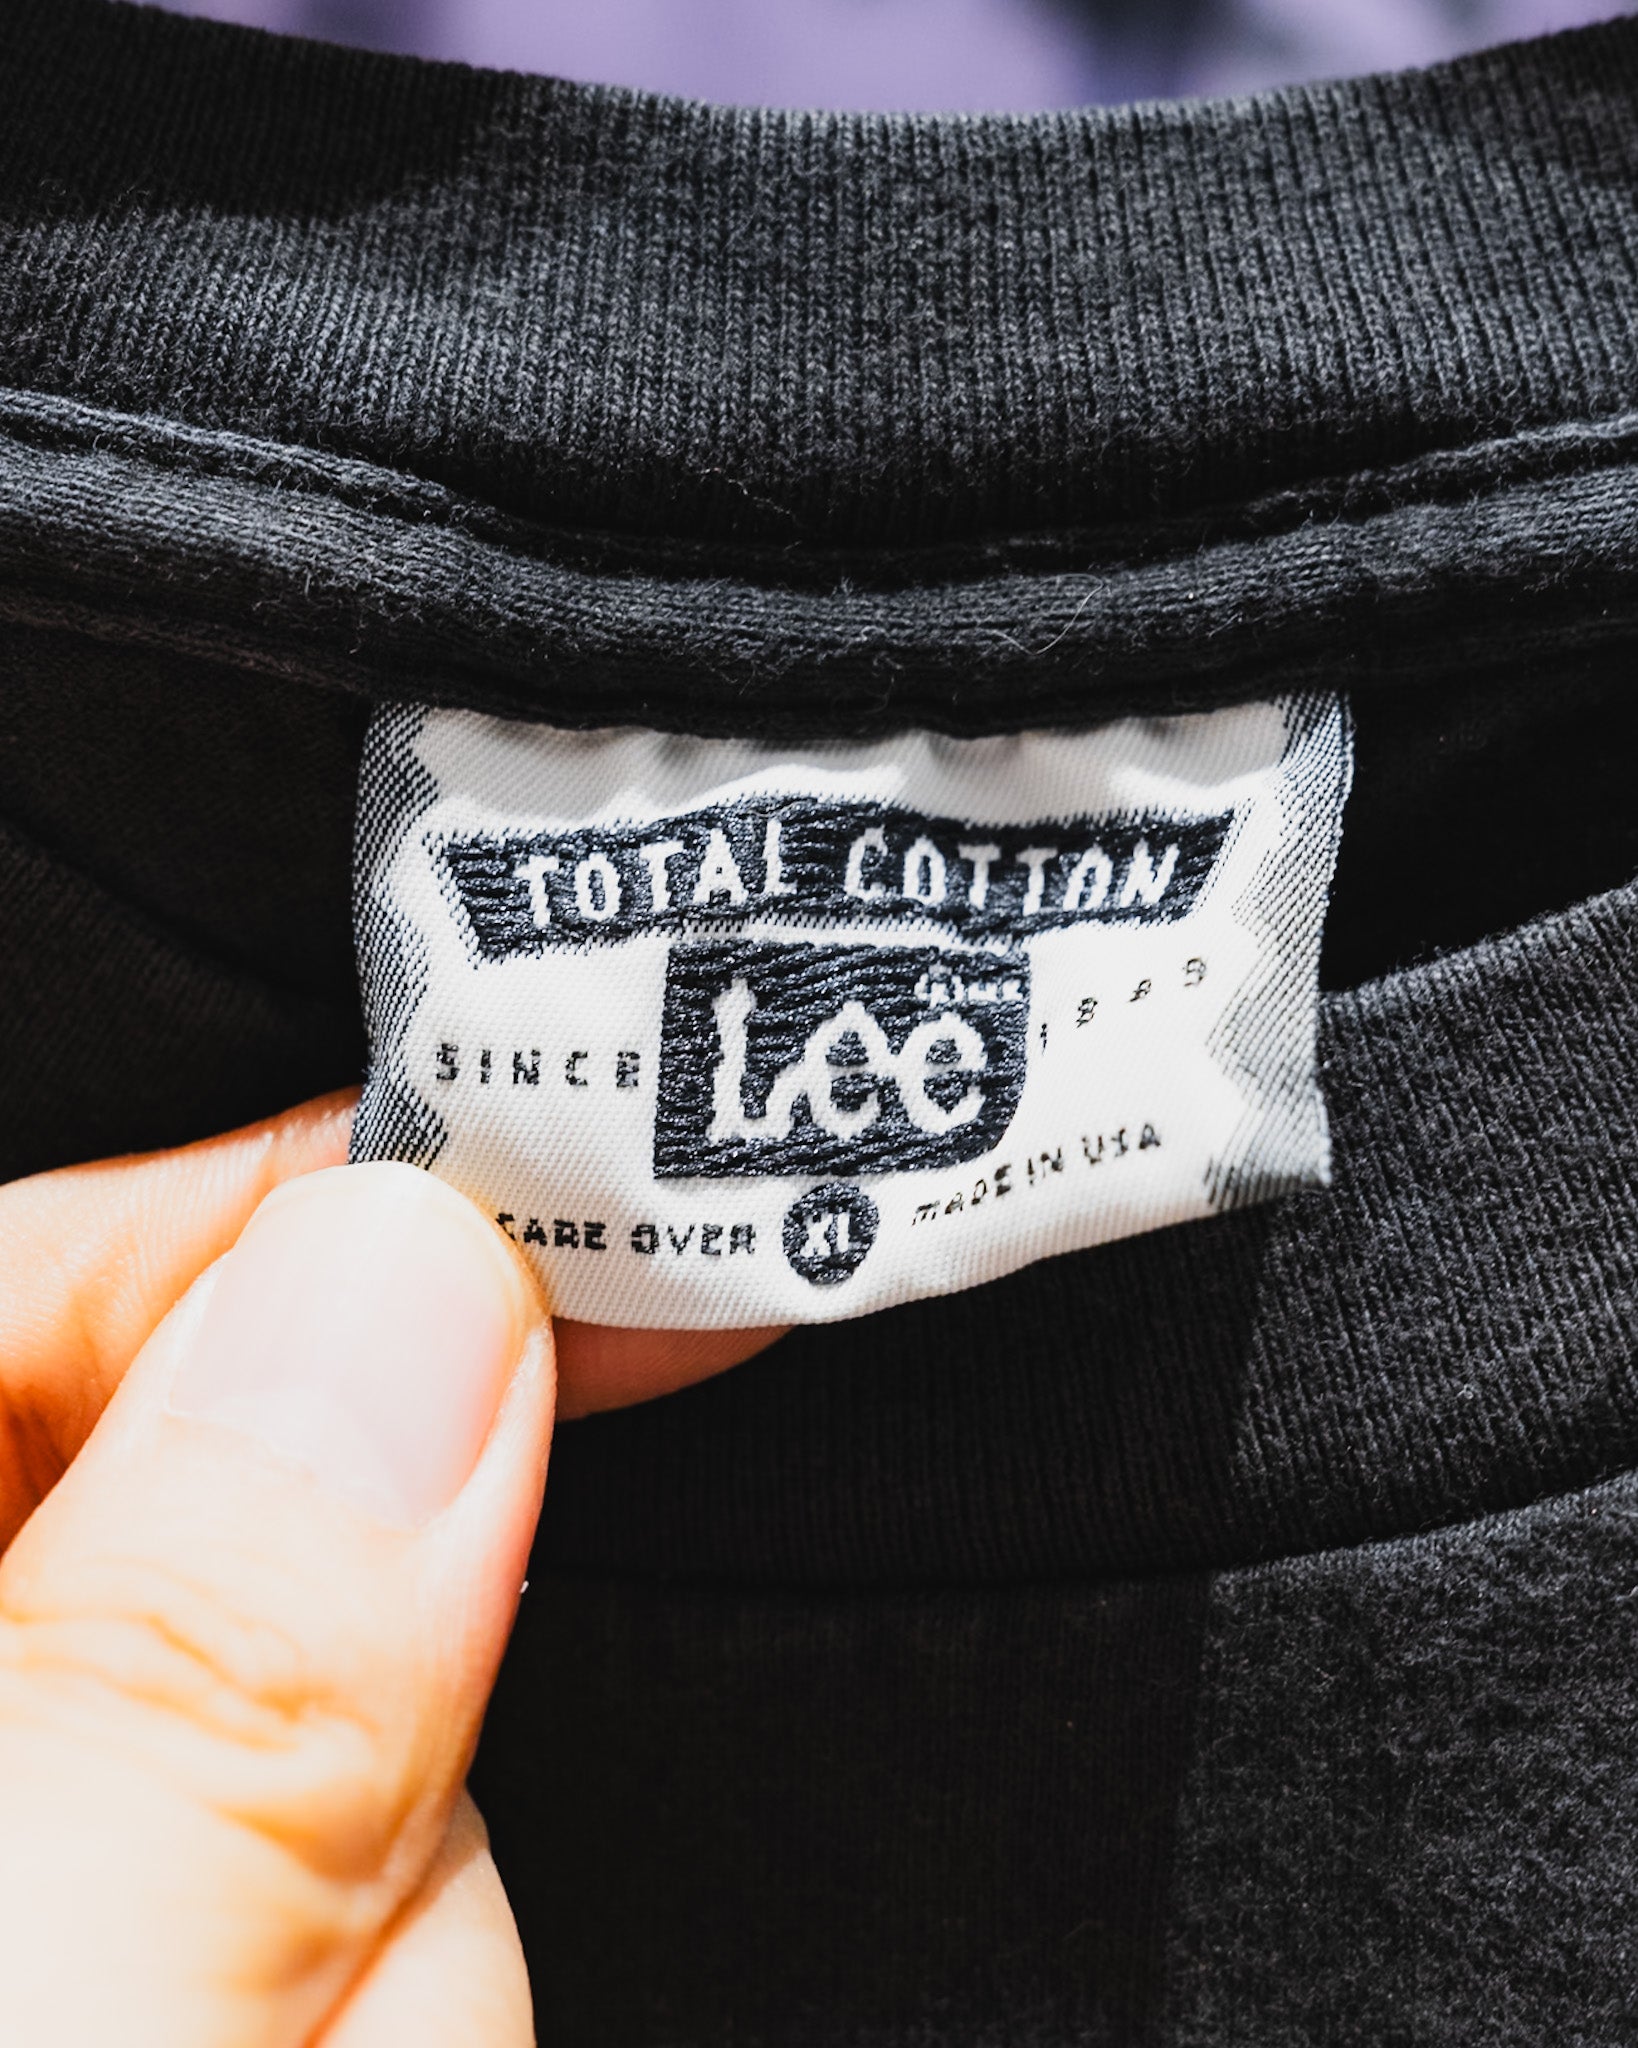 TOTAL COTTON
Lee
SINCE 1889
CARE OVER XL MADE IN USA